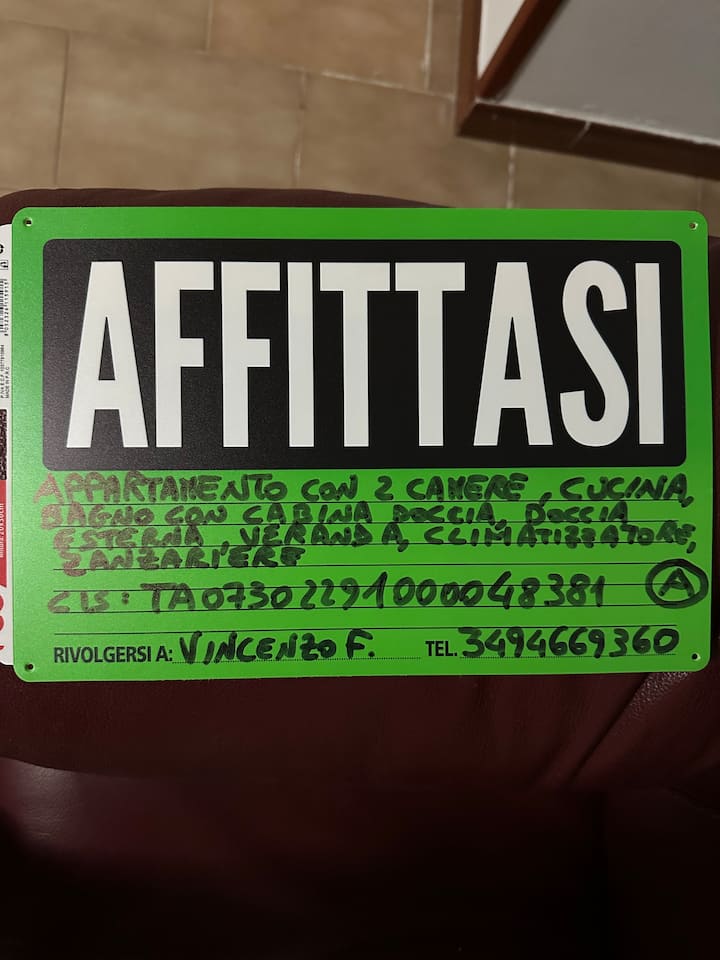 AFFITTASI
APPARTAMENTO CON 2 CAMERE, CUCINA,
BAGNO CON CABINA DOCCIA, DOCCIA
ESTERNA, VERANDA, CLIMATIZZATORE,
ZANZARIERE
CIS: TA07302291000048381 A
RIVOLGERSI A: VINCENZO F. TEL. 3494669360